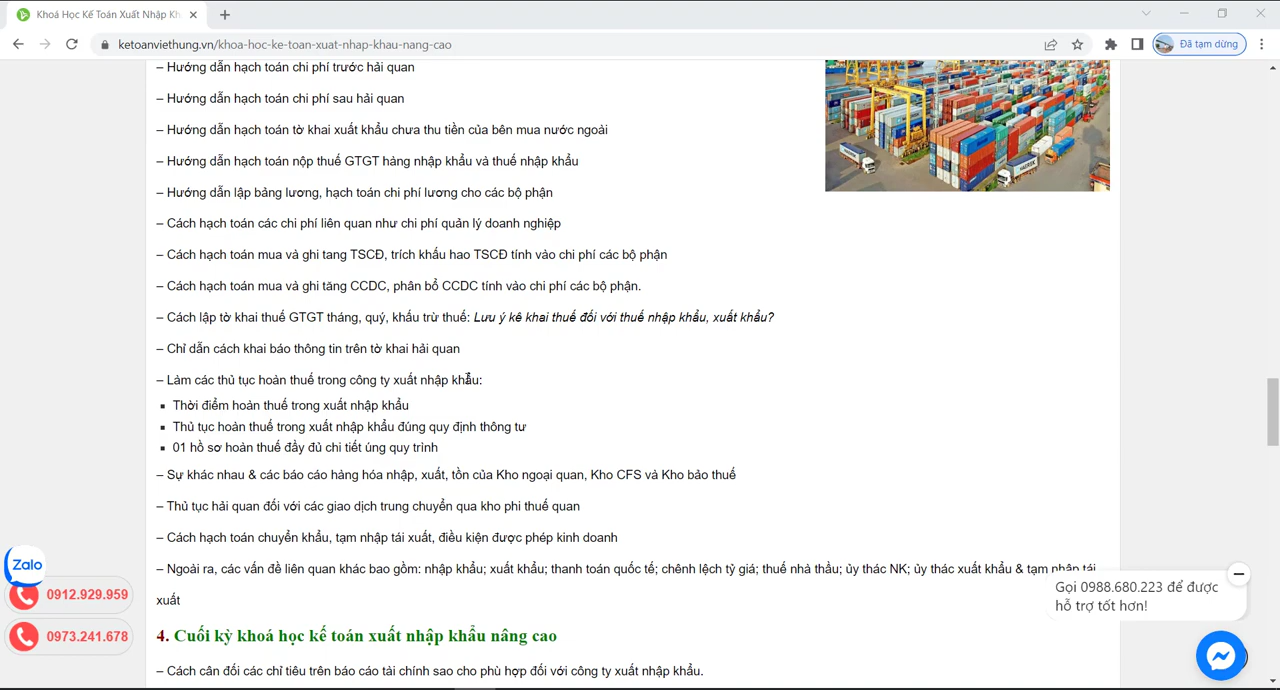 Khoá Học Kế Toán Xuất Nhập Kh
ketoanviethung.vn/khoa-hoc-ke-toan-xuat-nhap-khau-nang-cao
Đã tạm dừng
– Hướng dẫn hạch toán chi phí trước hải quan
– Hướng dẫn hạch toán chi phí sau hải quan
– Hướng dẫn hạch toán tờ khai xuất khẩu chưa thu tiền của bên mua nước ngoài
– Hướng dẫn hạch toán nộp thuế GTGT hàng nhập khẩu và thuế nhập khẩu
– Hướng dẫn lập bảng lương, hạch toán chi phí lương cho các bộ phận
– Cách hạch toán các chi phí liên quan như chi phí quản lý doanh nghiệp
– Cách hạch toán mua và ghi tang TSCĐ, trích khấu hao TSCĐ tính vào chi phí các bộ phận
– Cách hạch toán mua và ghi tăng CCDC, phân bổ CCDC tính vào chi phí các bộ phận.
– Cách lập tờ khai thuế GTGT tháng, quý, khấu trừ thuế: Lưu ý kê khai thuế đối với thuế nhập khẩu, xuất khẩu?
– Chỉ dẫn cách khai báo thông tin trên tờ khai hải quan
– Làm các thủ tục hoàn thuế trong công ty xuất nhập khẩu:
▪ Thời điểm hoàn thuế trong xuất nhập khẩu
▪ Thủ tục hoàn thuế trong xuất nhập khẩu đúng quy định thông tư
▪ 01 hồ sơ hoàn thuế đầy đủ chi tiết úng quy trình
– Sự khác nhau & các báo cáo hàng hóa nhập, xuất, tồn của Kho ngoại quan, Kho CFS và Kho bảo thuế
– Thủ tục hải quan đối với các giao dịch trung chuyển qua kho phi thuế quan
– Cách hạch toán chuyển khẩu, tạm nhập tái xuất, điều kiện được phép kinh doanh
– Ngoài ra, các vấn đề liên quan khác bao gồm: nhập khẩu; xuất khẩu; thanh toán quốc tế; chênh lệch tỷ giá; thuế nhà thầu; ủy thác NK; ủy thác xuất khẩu & tạm nhập tái
xuất
4. Cuối kỳ khoá học kế toán xuất nhập khẩu nâng cao
– Cách cân đối các chỉ tiêu trên báo cáo tài chính sao cho phù hợp đối với công ty xuất nhập khẩu.
Zalo
0912.929.959
0973.241.678
Gọi 0988.680.223 để được
hỗ trợ tốt hơn!